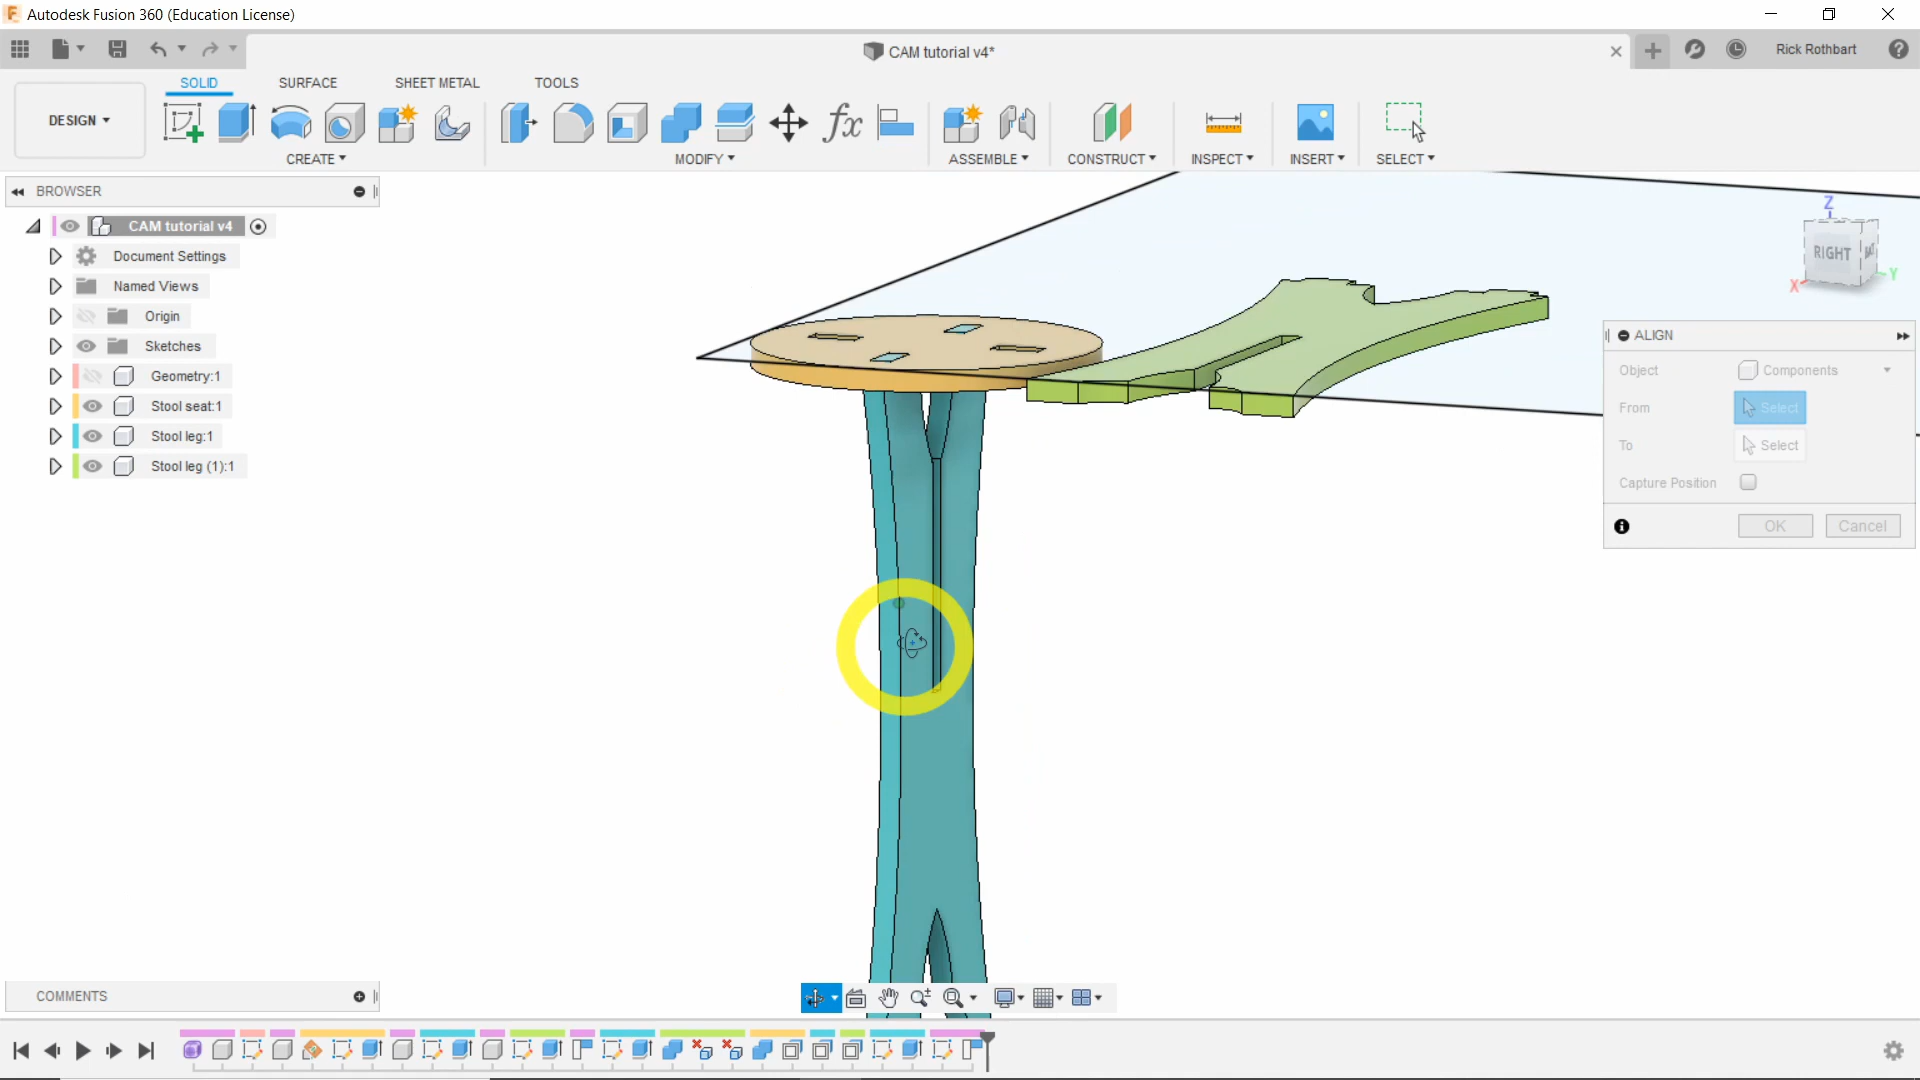 Autodesk Fusion 360 (Education License)
CAM tutorial v4*
Rick Rothbart
SOLID
SURFACE
SHEET METAL
TOOLS
DESIGN
CREATE
MODIFY
ASSEMBLE
CONSTRUCT
INSPECT
INSERT
SELECT
BROWSER
CAM tutorial v4
Document Settings
Named Views
Origin
Sketches
Geometry:1
Stool seat:1
Stool leg:1
Stool leg (1):1
Z
RIGHT
X
Y
ALIGN
Object Components
From Select
To Select
Capture Position
OK Cancel
COMMENTS